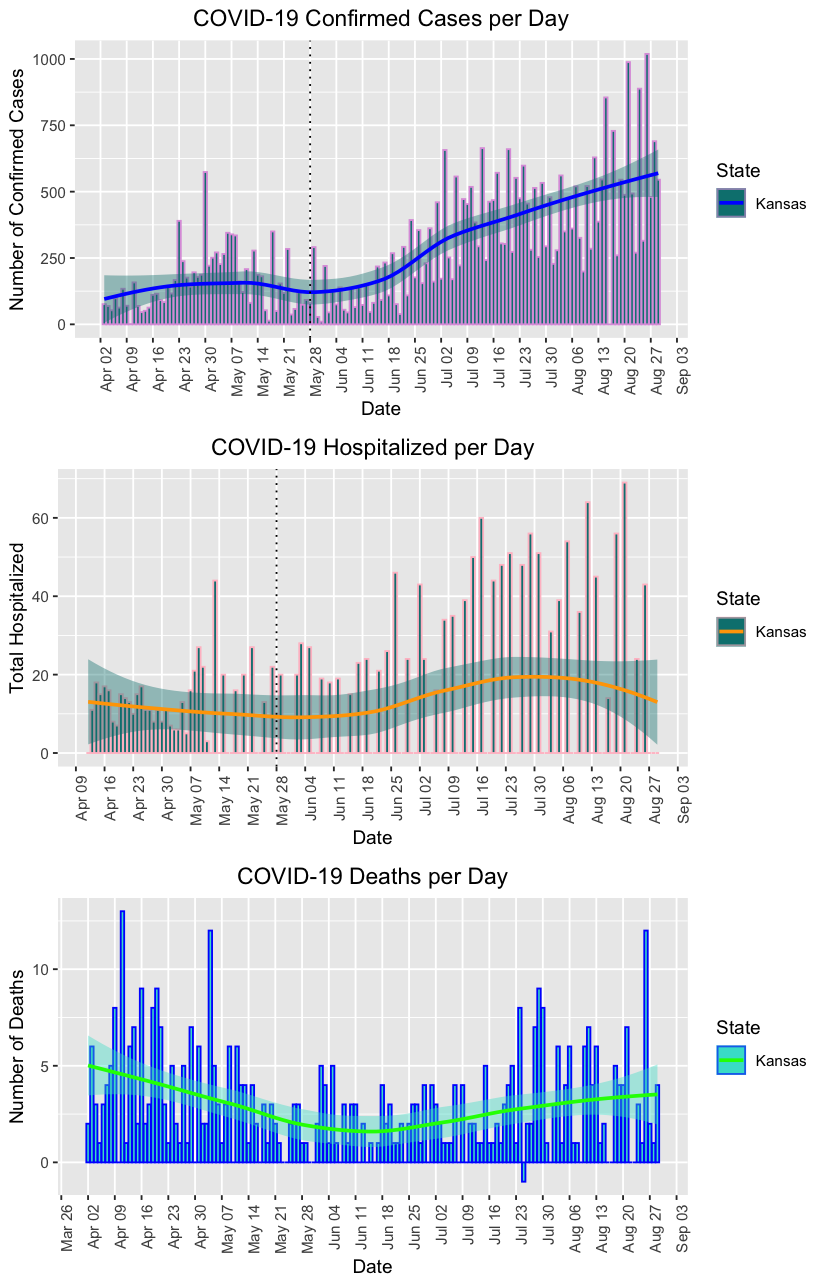 COVID-19 Confirmed Cases per Day
Number of Confirmed Cases
1000
750
500
250
0
Apr 02
Apr 09
Apr 16
Apr 23
Apr 30
May 07
May 14
May 21
May 28
Jun 04
Jun 11
Jun 18
Jun 25
Jul 02
Jul 09
Jul 16
Jul 23
Jul 30
Aug 06
Aug 13
Aug 20
Aug 27
Sep 03
Date
State
Kansas
COVID-19 Hospitalized per Day
Total Hospitalized
60
40
20
0
Apr 09
Apr 16
Apr 23
Apr 30
May 07
May 14
May 21
May 28
Jun 04
Jun 11
Jun 18
Jun 25
Jul 02
Jul 09
Jul 16
Jul 23
Jul 30
Aug 06
Aug 13
Aug 20
Aug 27
Sep 03
Date
State
Kansas
COVID-19 Deaths per Day
Number of Deaths
10
5
0
Mar 26
Apr 02
Apr 09
Apr 16
Apr 23
Apr 30
May 07
May 14
May 21
May 28
Jun 04
Jun 11
Jun 18
Jun 25
Jul 02
Jul 09
Jul 16
Jul 23
Jul 30
Aug 06
Aug 13
Aug 20
Aug 27
Sep 03
Date
State
Kansas